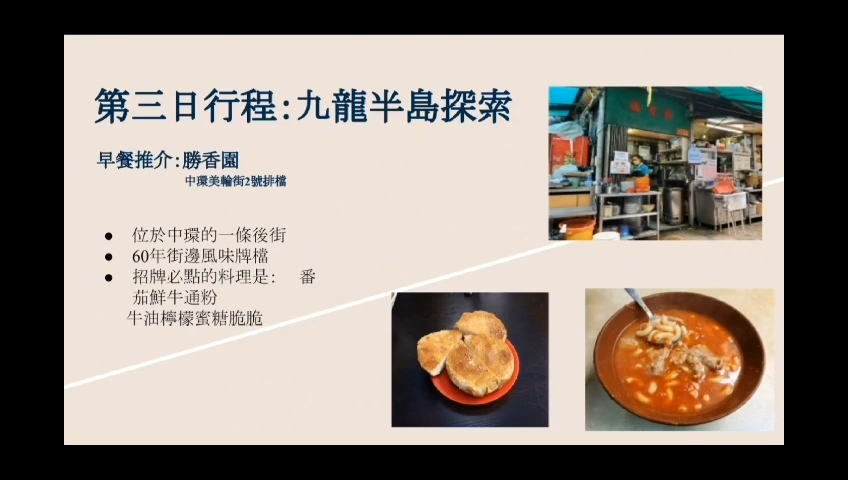 第三日行程:九龍半島探索
早餐推介:勝香園
中環美輪街2號排檔
● 位於中環的一條後街
● 60年街邊風味牌檔
● 招牌必點的料理是: 番
茄鮮牛通粉
牛油檸檬蜜糖脆脆